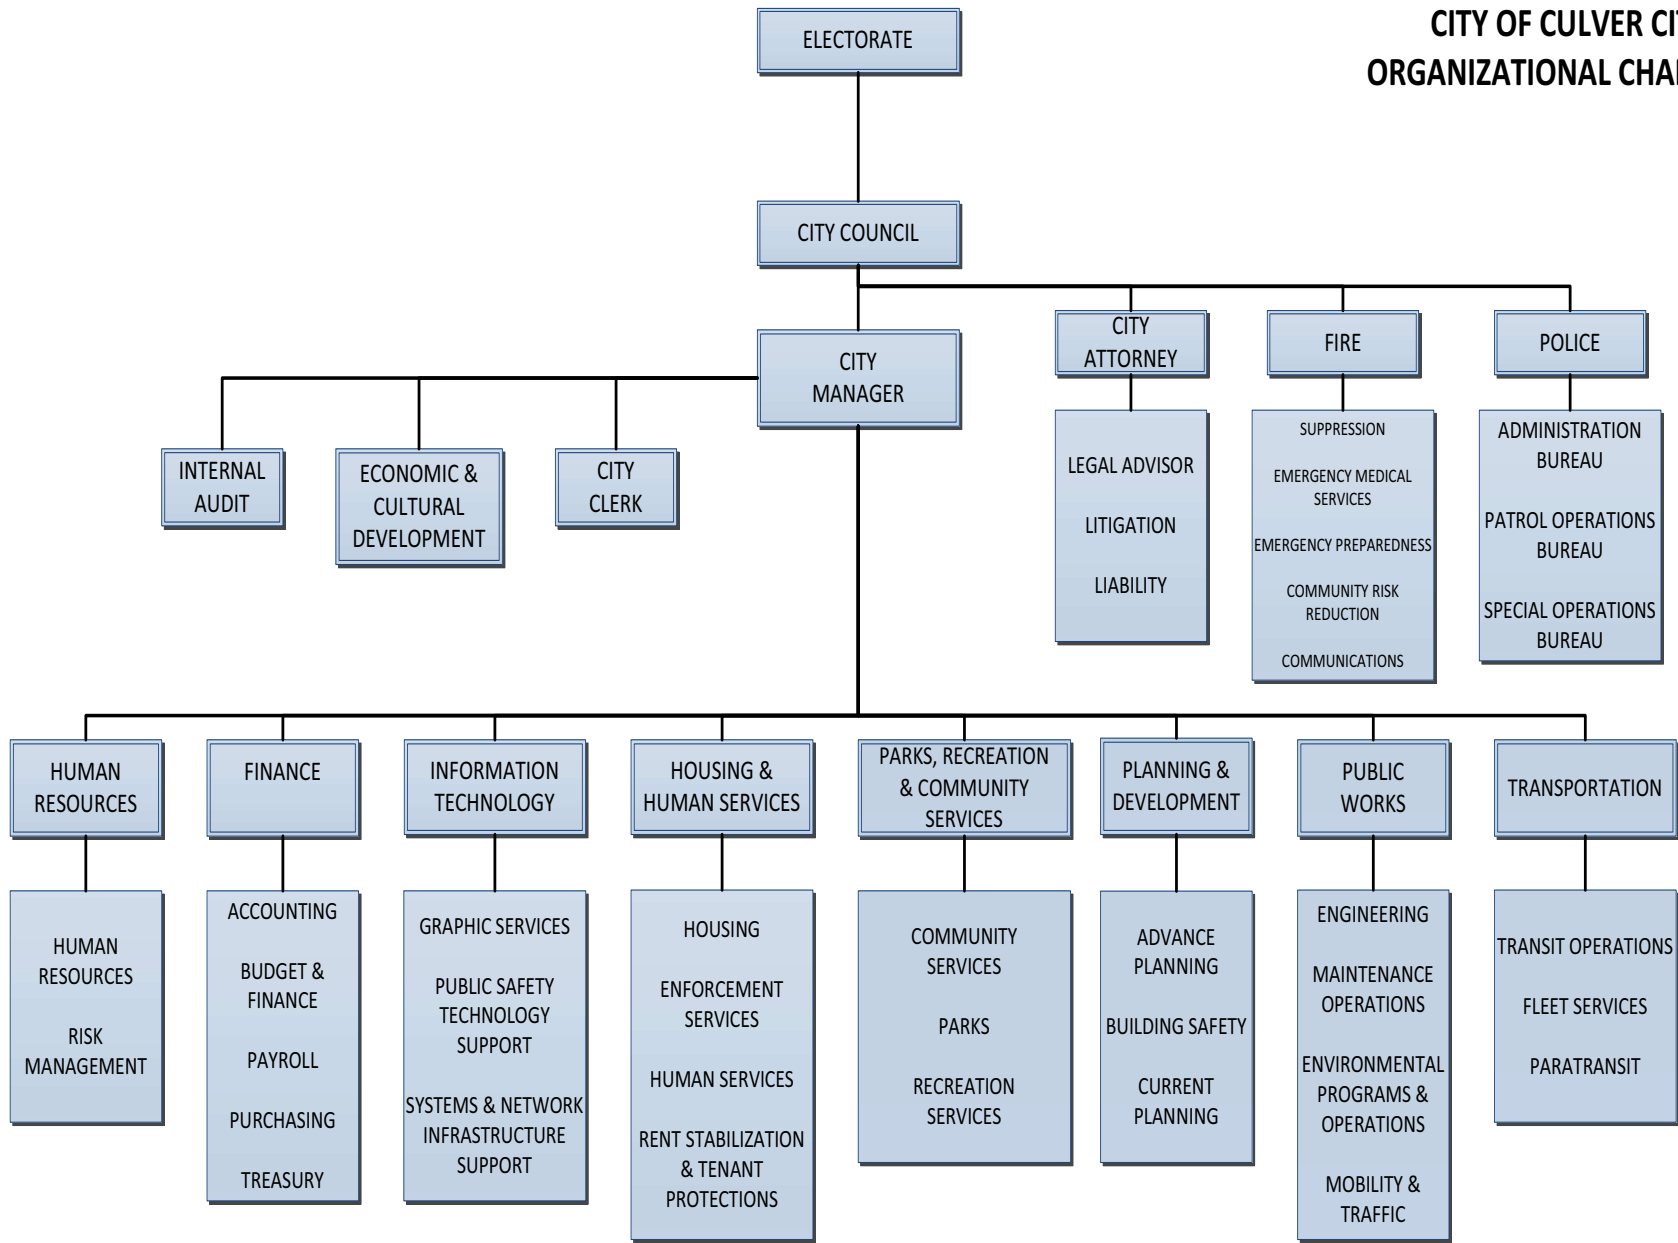 CITY OF CULVER CI
ORGANIZATIONAL CHA
ELECTORATE
CITY COUNCIL
CITY
MANAGER
CITY
ATTORNEY
FIRE
POLICE
LEGAL ADVISOR
LITIGATION
LIABILITY
SUPPRESSION
EMERGENCY MEDICAL
SERVICES
EMERGENCY PREPAREDNESS
COMMUNITY RISK
REDUCTION
COMMUNICATIONS
ADMINISTRATION
BUREAU
PATROL OPERATIONS
BUREAU
SPECIAL OPERATIONS
BUREAU
INTERNAL
AUDIT
ECONOMIC &
CULTURAL
DEVELOPMENT
CITY
CLERK
HUMAN
RESOURCES
FINANCE
INFORMATION
TECHNOLOGY
HOUSING &
HUMAN SERVICES
PARKS, RECREATION
& COMMUNITY
SERVICES
PLANNING &
DEVELOPMENT
PUBLIC
WORKS
TRANSPORTATION
HUMAN
RESOURCES
RISK
MANAGEMENT
ACCOUNTING
BUDGET &
FINANCE
PAYROLL
PURCHASING
TREASURY
GRAPHIC SERVICES
PUBLIC SAFETY
TECHNOLOGY
SUPPORT
SYSTEMS & NETWORK
INFRASTRUCTURE
SUPPORT
HOUSING
ENFORCEMENT
SERVICES
HUMAN SERVICES
RENT STABILIZATION
& TENANT
PROTECTIONS
COMMUNITY
SERVICES
PARKS
RECREATION
SERVICES
ADVANCE
PLANNING
BUILDING SAFETY
CURRENT
PLANNING
ENGINEERING
MAINTENANCE
OPERATIONS
ENVIRONMENTAL
PROGRAMS &
OPERATIONS
MOBILITY &
TRAFFIC
TRANSIT OPERATIONS
FLEET SERVICES
PARATRANSIT